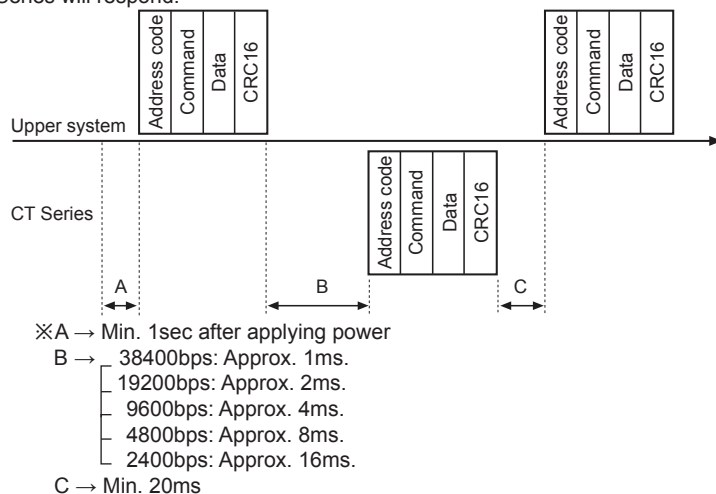 Series will respond.
Address code
Command
Data
CRC16
Address code
Command
Data
CRC16
Upper system
Address code
Command
Data
CRC16
CT Series
A
B
C
※A → Min. 1sec after applying power
B → 38400bps: Approx. 1ms.
19200bps: Approx. 2ms.
9600bps: Approx. 4ms.
4800bps: Approx. 8ms.
2400bps: Approx. 16ms.
C → Min. 20ms